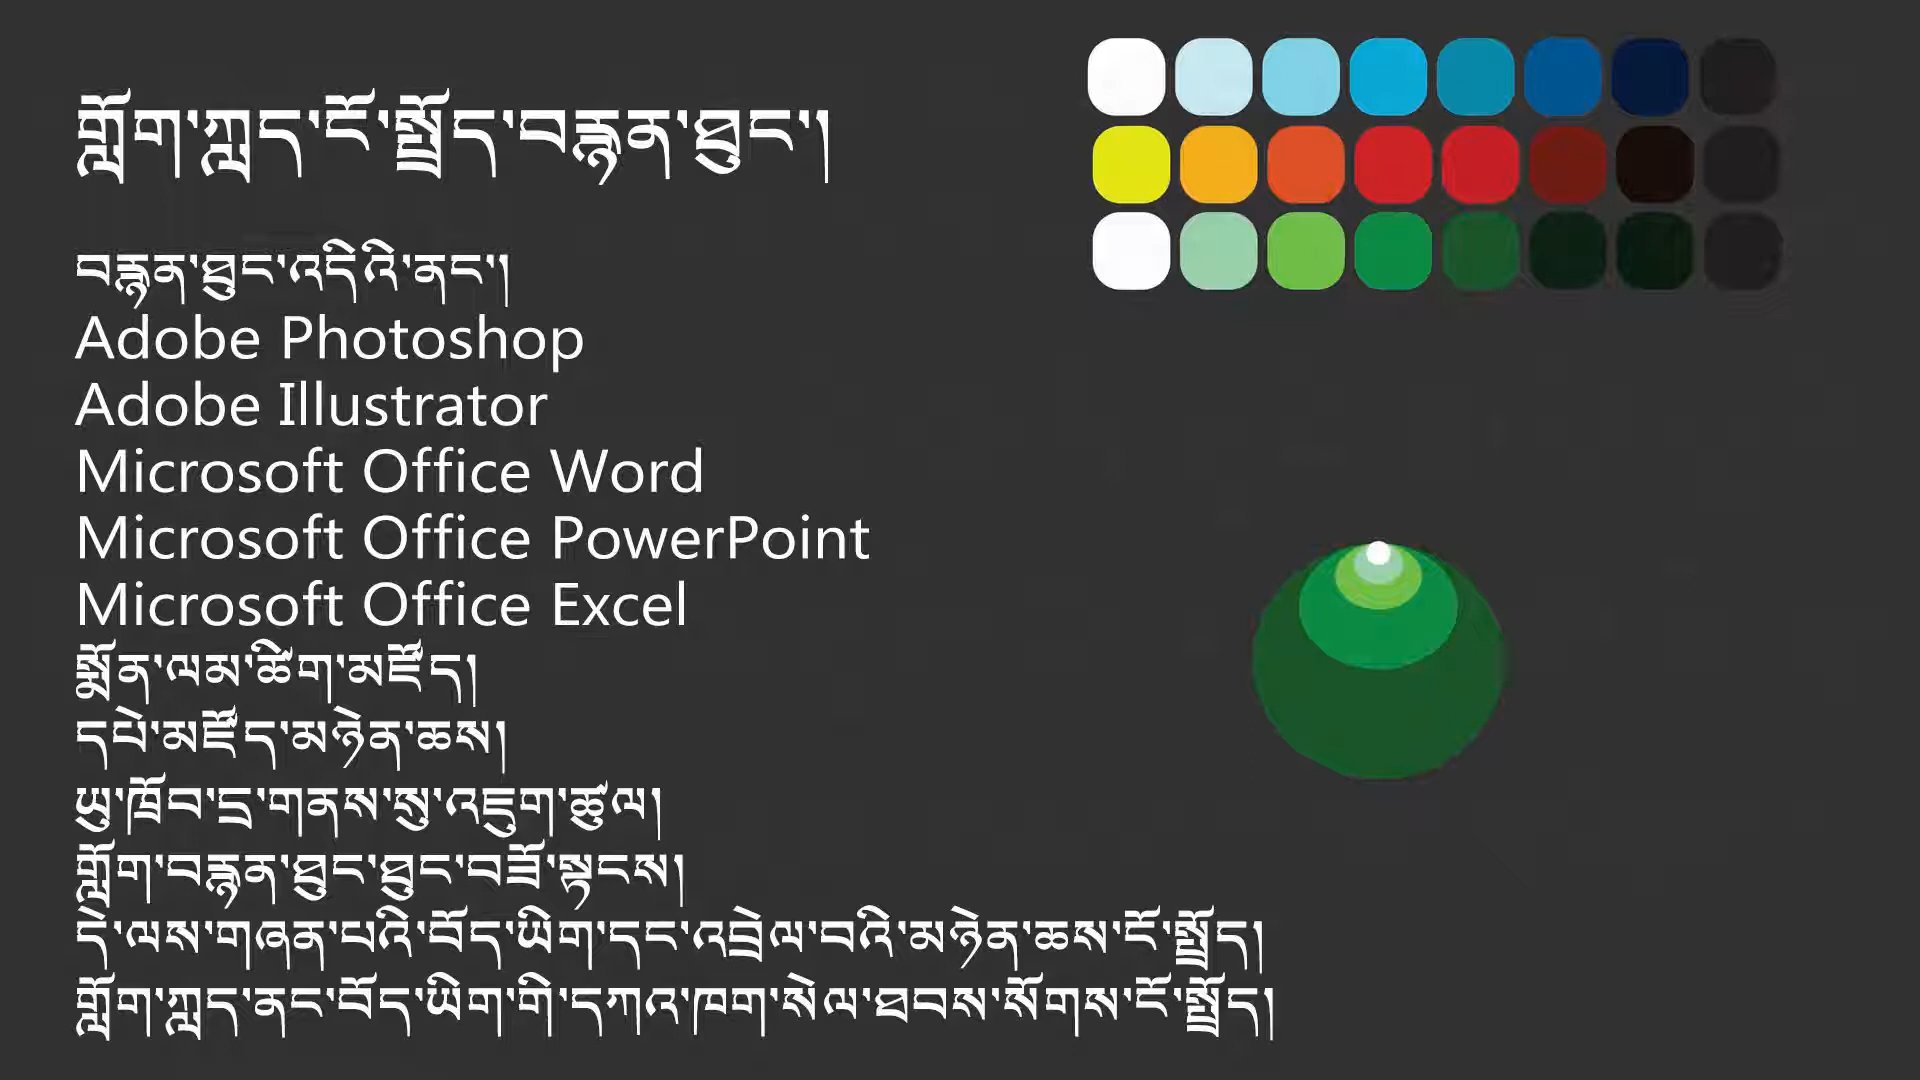 གློག་ཀླད་ངོ་སྤྲོད་བརྙན་ཐུང་།
བརྙན་ཐུང་འདིའི་ནང་།
Adobe Photoshop
Adobe Illustrator
Microsoft Office Word
Microsoft Office PowerPoint
Microsoft Office Excel
སྨོན་ལམ་ཚིག་མཛོད།
དཔེ་མཛོད་མཉེན་ཆས།
ཡུ་ཁྲོབ་དྲ་གནས་སུ་འཇུག་ཚུལ།
གློག་བརྙན་ཐུང་ཐུང་བཟོ་སྟངས།
དེ་ལས་གཞན་པའི་བོད་ཡིག་དང་འབྲེལ་བའི་མཉེན་ཆས་ངོ་སྤྲོད།
གློག་ཀླད་ནང་བོད་ཡིག་གི་དཀའ་ཁག་སེལ་ཐབས་སོགས་ངོ་སྤྲོད།